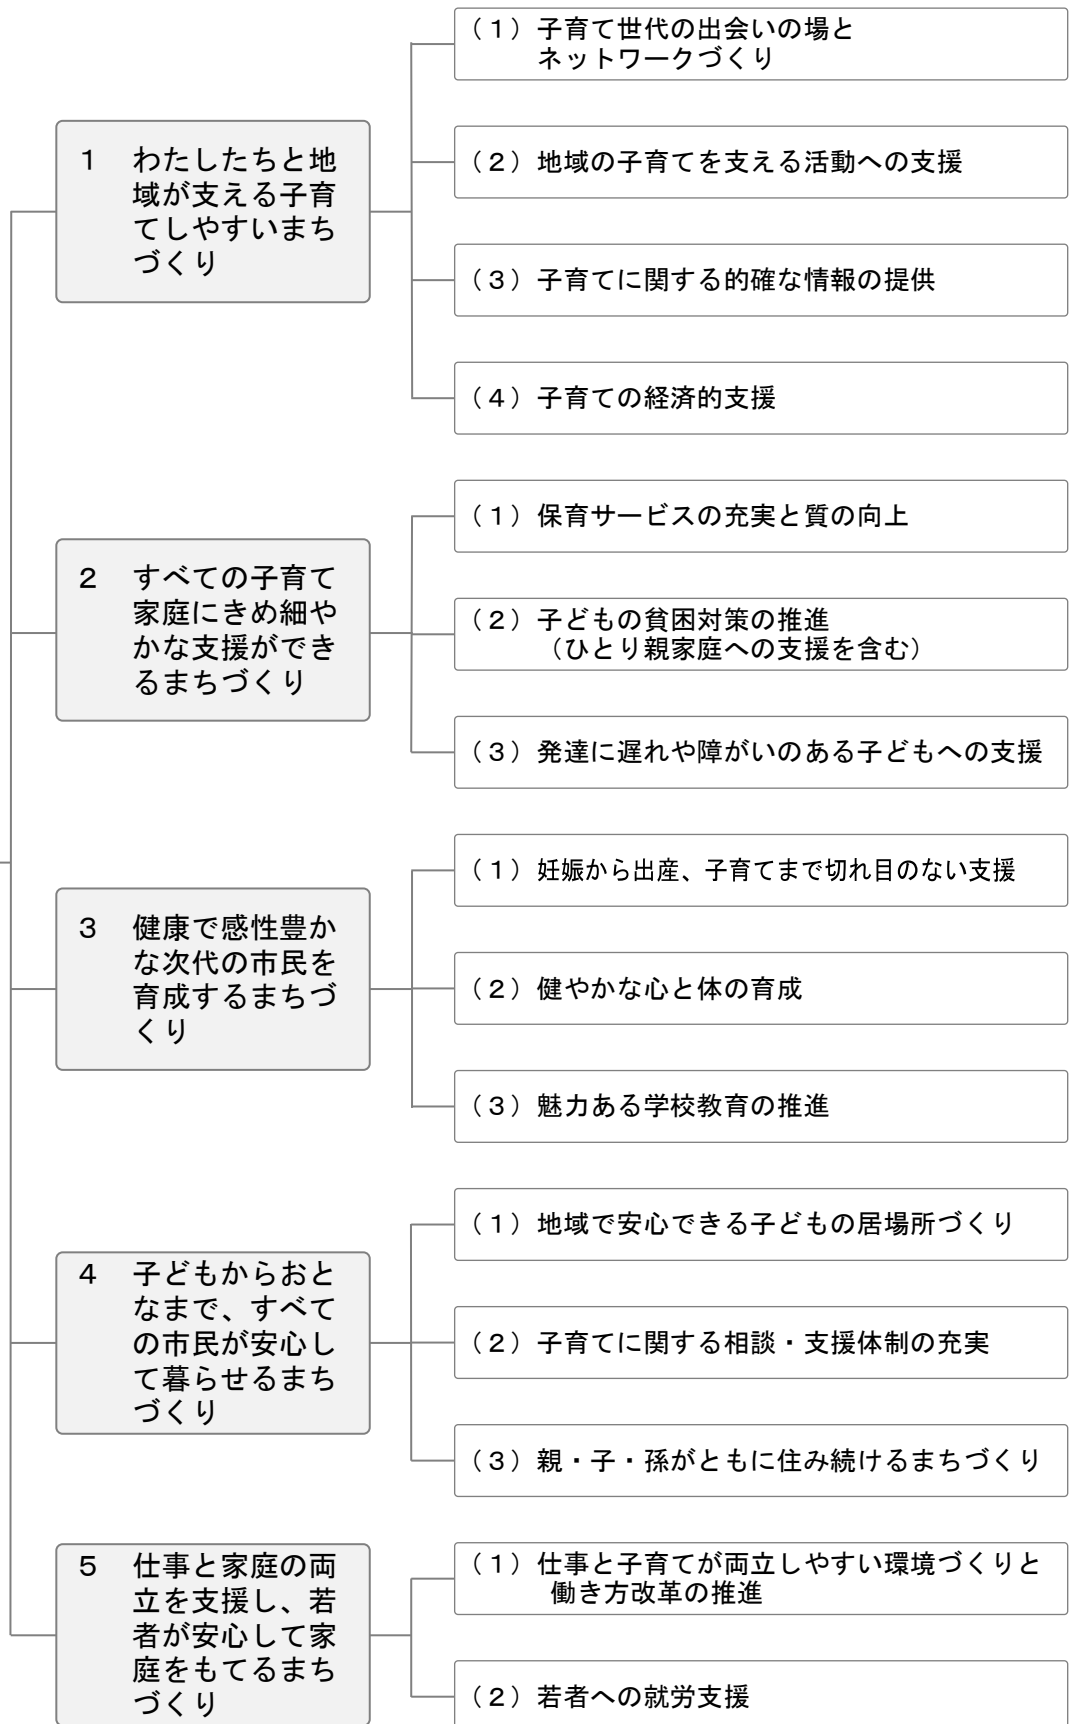 1 わたしたちと地
域が支える子育
てしやすいまち
づくり
（１）子育て世代の出会いの場と
ネットワークづくり
（２）地域の子育てを支える活動への支援
（３）子育てに関する的確な情報の提供
（４）子育ての経済的支援
2 すべての子育て
家庭にきめ細や
かな支援ができ
るまちづくり
（１）保育サービスの充実と質の向上
（２）子どもの貧困対策の推進
（ひとり親家庭への支援を含む）
（３）発達に遅れや障がいのある子どもへの支援
3 健康で感性豊か
な次代の市民を
育成するまちづ
くり
（１）妊娠から出産、子育てまで切れ目のない支援
（２）健やかな心と体の育成
（３）魅力ある学校教育の推進
4 子どもからおと
なまで、すべて
の市民が安心し
て暮らせるまち
づくり
（１）地域で安心できる子どもの居場所づくり
（２）子育てに関する相談・支援体制の充実
（３）親・子・孫がともに住み続けるまちづくり
5 仕事と家庭の両
立を支援し、若
者が安心して家
庭をもてるまち
づくり
（１）仕事と子育てが両立しやすい環境づくりと
働き方改革の推進
（２）若者への就労支援